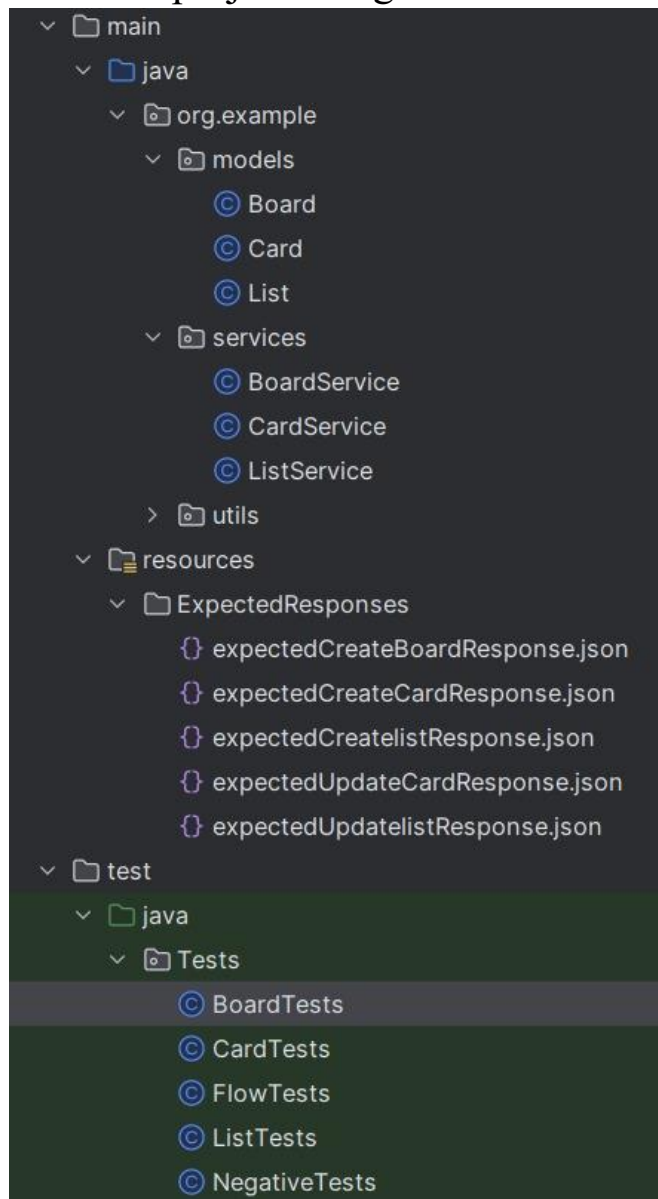 main
java
org.example
models
Board
Card
List
services
BoardService
CardService
ListService
utils
resources
ExpectedResponses
expectedCreateBoardResponse.json
expectedCreateCardResponse.json
expectedCreatelistResponse.json
expectedUpdateCardResponse.json
expectedUpdatelistResponse.json
test
java
Tests
BoardTests
CardTests
FlowTests
ListTests
NegativeTests